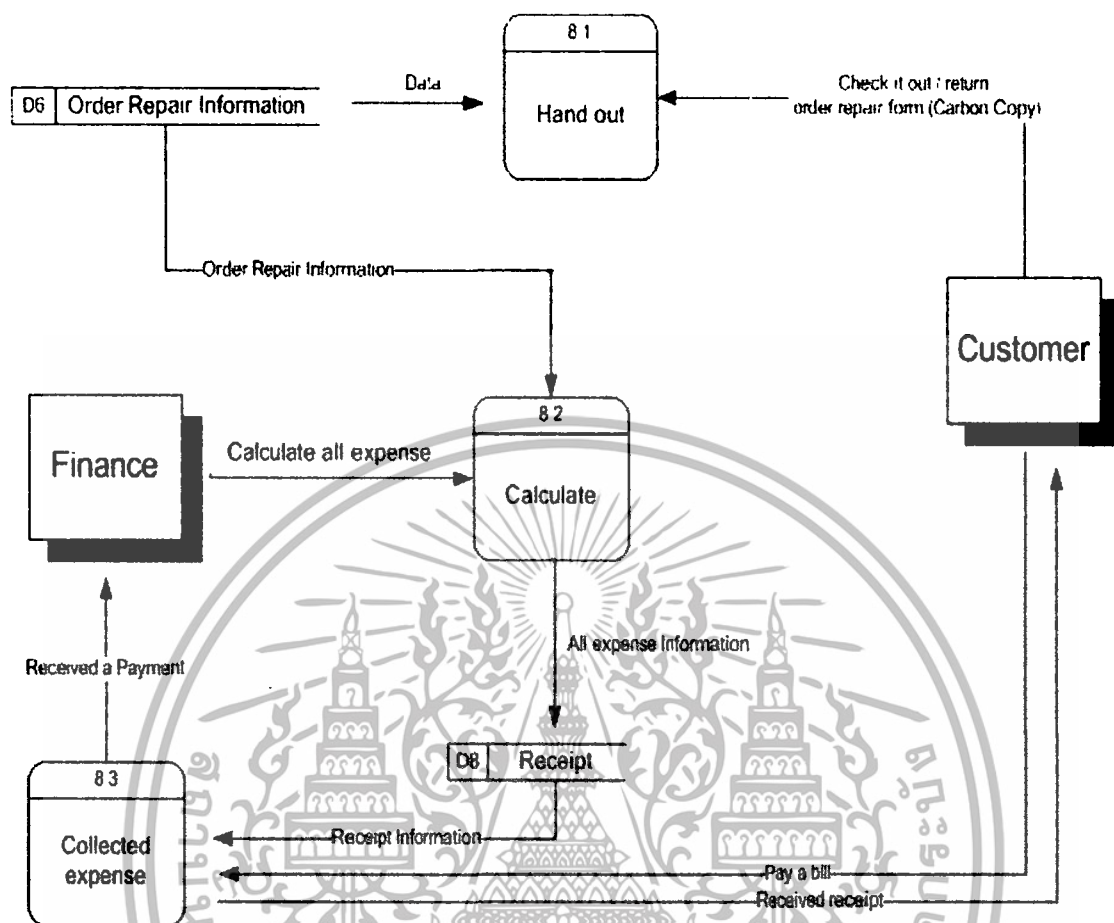 8 1
Hand out
Data
D6 Order Repair Information
Check it out / return
order repair form (Carbon Copy)
Order Repair Information
Customer
Finance
Calculate all expense
8 2
Calculate
All expense Information
Received a Payment
D8 Receipt
8 3
Collected
expense
Receipt Information
Pay a bill
Received receipt